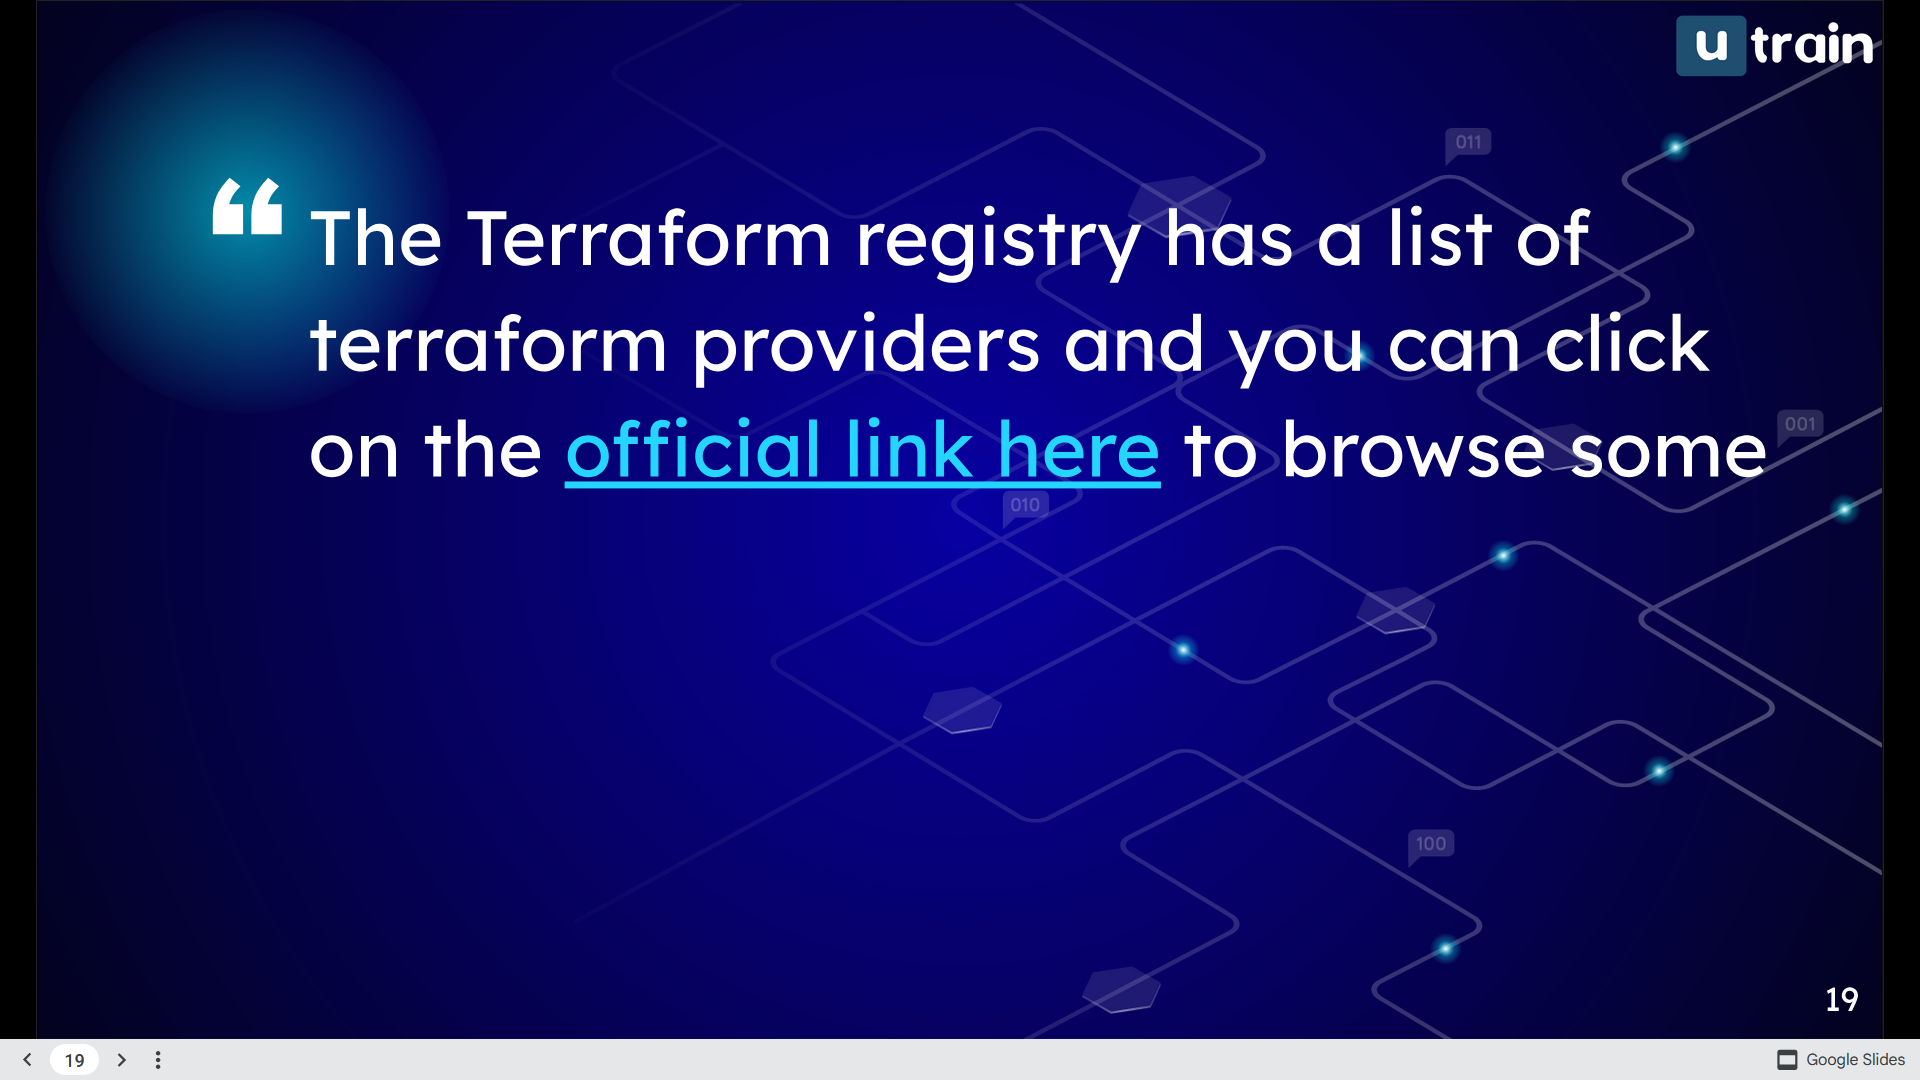 u train
011
“ The Terraform registry has a list of
terraform providers and you can click
001
on the official link here to browse some
010
100
19
19
Google Slides